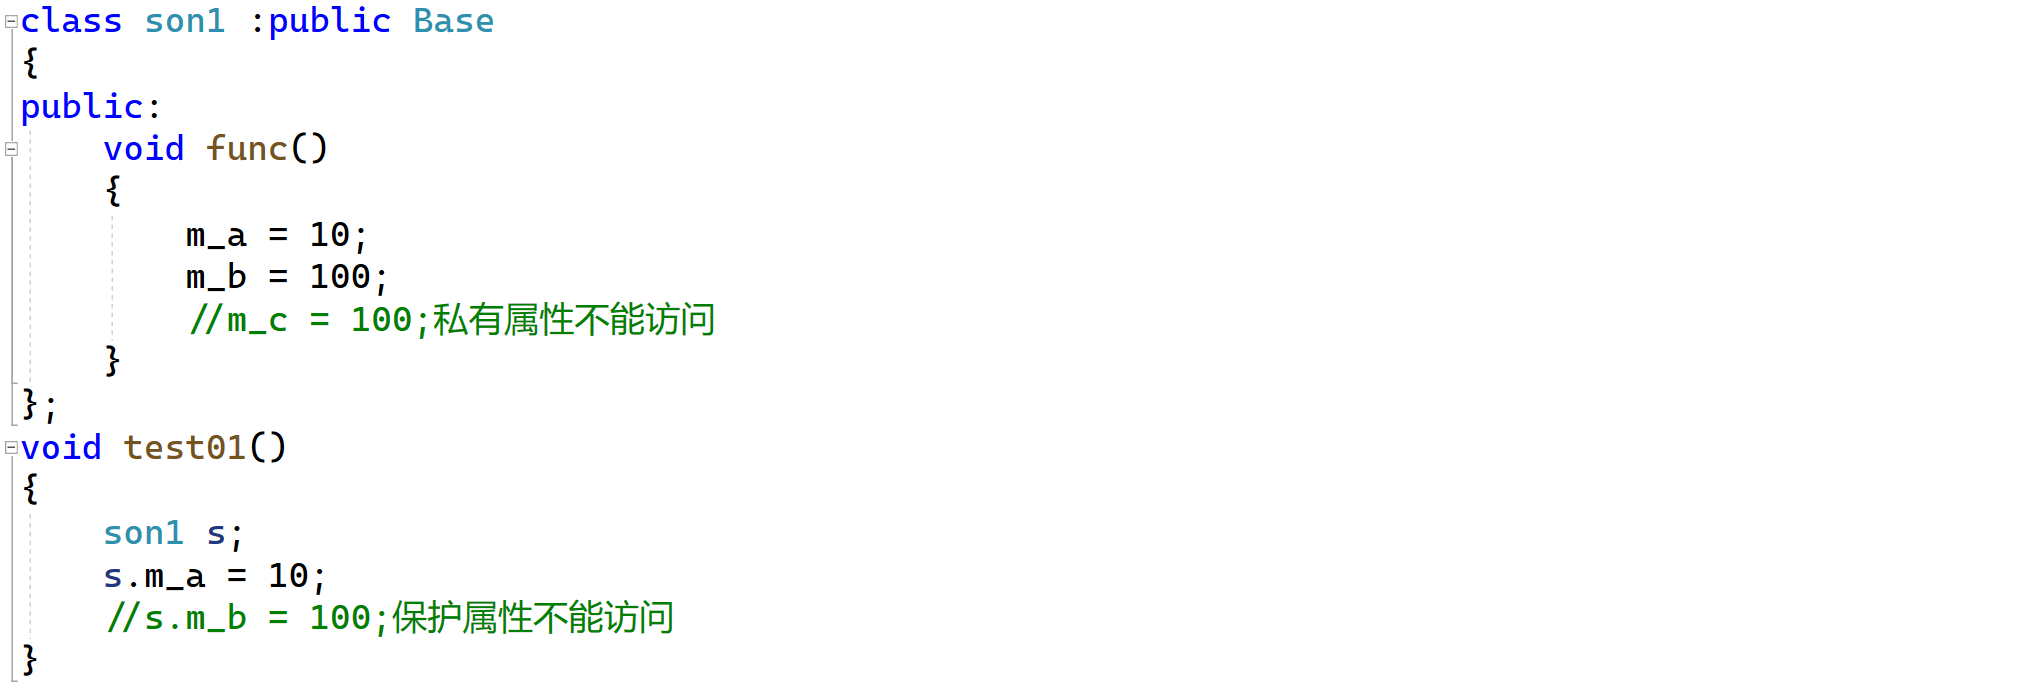 class son1 :public Base
{
public:
    void func()
    {
        m_a = 10;
        m_b = 100;
        //m_c = 100;私有属性不能访问
    }
};
void test01()
{
    son1 s;
    s.m_a = 10;
    //s.m_b = 100;保护属性不能访问
}